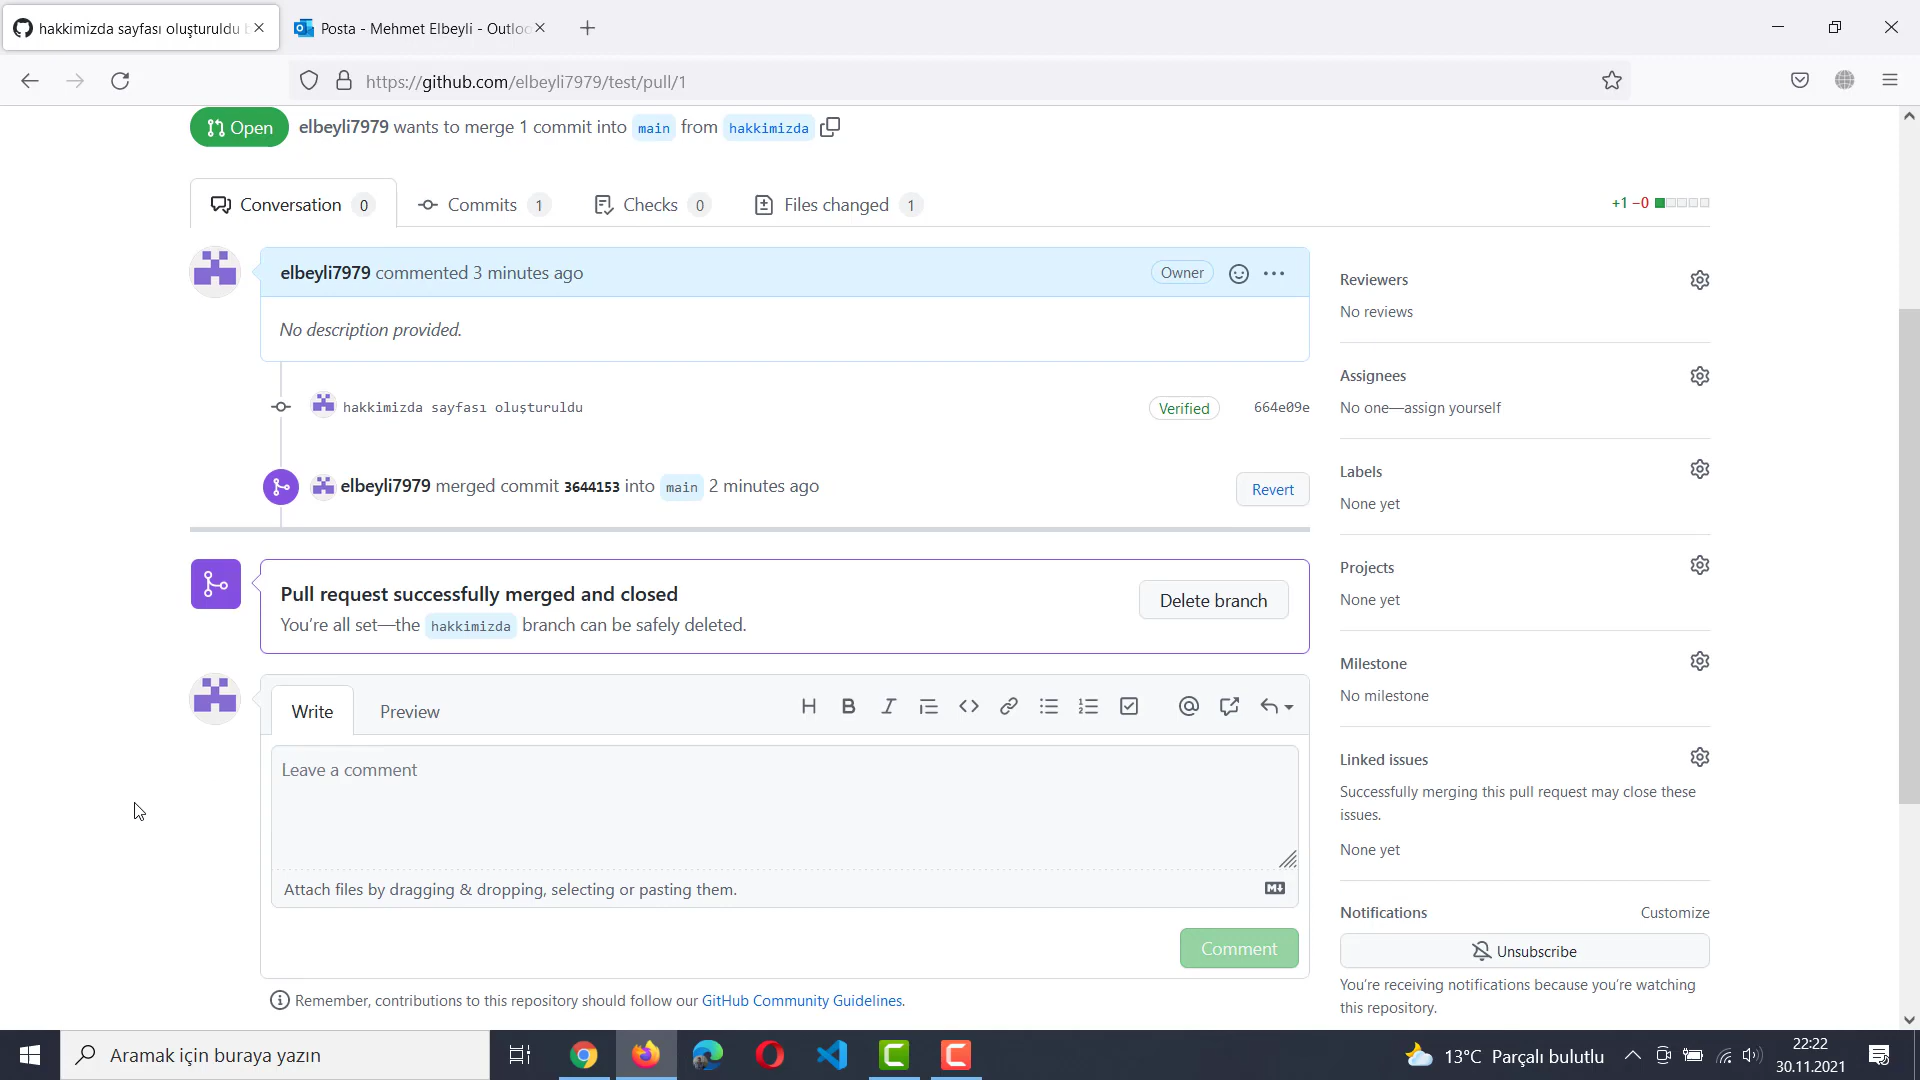 hakkimizda sayfası oluşturuldu
Posta - Mehmet Elbeyli - Outloo
https://github.com/elbeyli7979/test/pull/1
Open elbeyli7979 wants to merge 1 commit into main from hakkimizda
Conversation 0 Commits 1 Checks 0 Files changed 1
+1 −0
elbeyli7979 commented 3 minutes ago
Owner
No description provided.
hakkimizda sayfası oluşturuldu
Verified 664e09e
elbeyli7979 merged commit 3644153 into main 2 minutes ago
Revert
Pull request successfully merged and closed
You're all set—the hakkimizda branch can be safely deleted.
Delete branch
Write Preview
Leave a comment
Attach files by dragging & dropping, selecting or pasting them.
Comment
Remember, contributions to this repository should follow our GitHub Community Guidelines.
Reviewers
No reviews
Assignees
No one—assign yourself
Labels
None yet
Projects
None yet
Milestone
No milestone
Linked issues
Successfully merging this pull request may close these
issues.
None yet
Notifications Customize
Unsubscribe
You're receiving notifications because you're watching
this repository.
Aramak için buraya yazın
13°C Parçalı bulutlu
22:22
30.11.2021